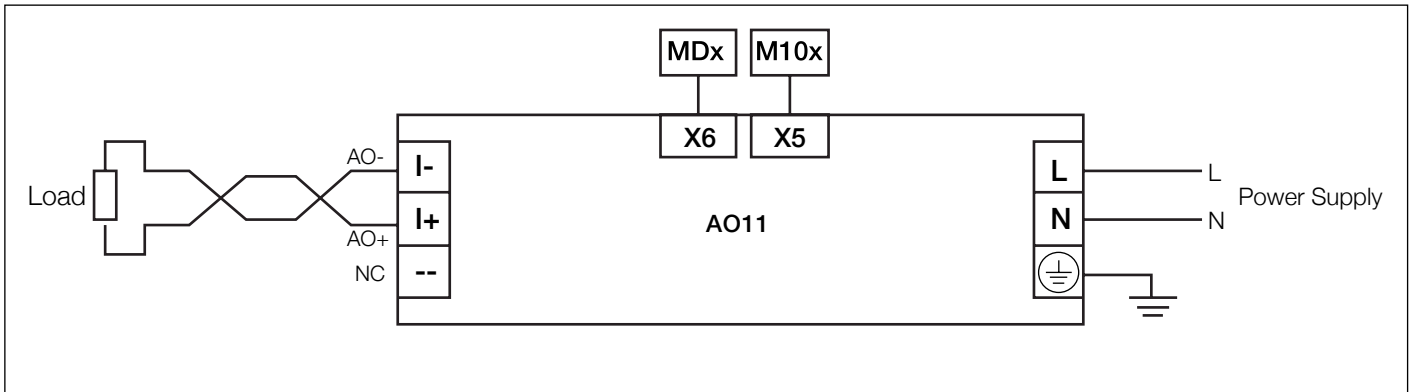 MDx M10x
X6 X5
AO-
I-
L
L
Load
Power Supply
I+
AO11
N
N
AO+
NC
--